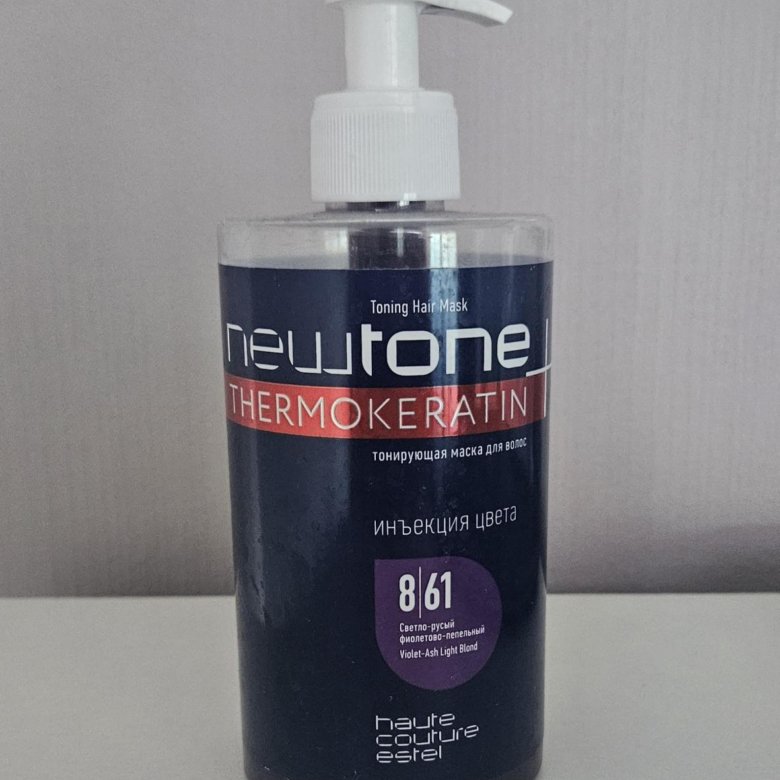 Toning Hair Mask
newtone
THERMOKERATIN
тонирующая маска для волос
инъекция цвета
8|61
Светло-русый
фиолетово-пепельный
Violet-Ash Light Blond
haute
couture
estel